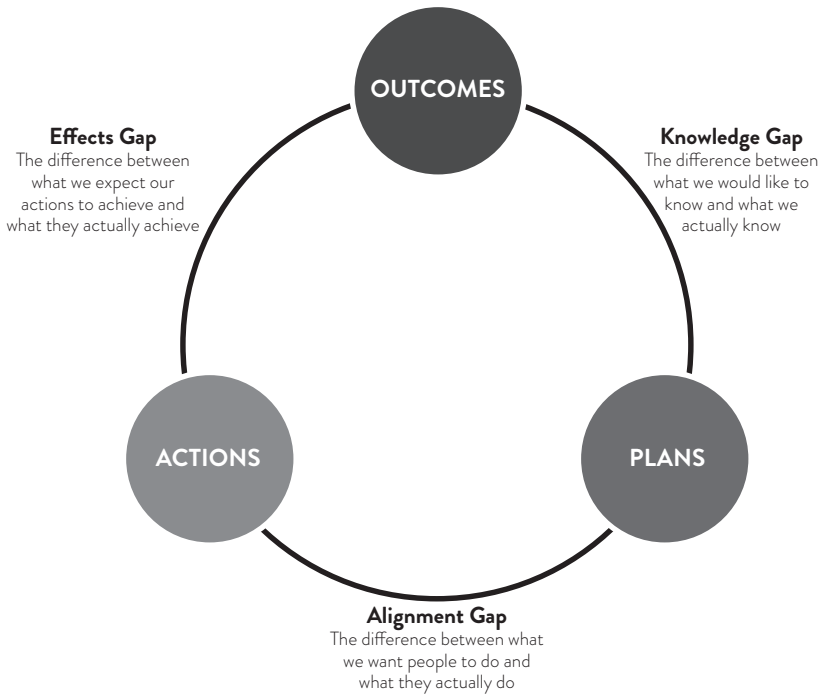 OUTCOMES
Effects Gap
The difference between
what we expect our
actions to achieve and
what they actually achieve
Knowledge Gap
The difference between
what we would like to
know and what we
actually know
ACTIONS
PLANS
Alignment Gap
The difference between what
we want people to do and
what they actually do